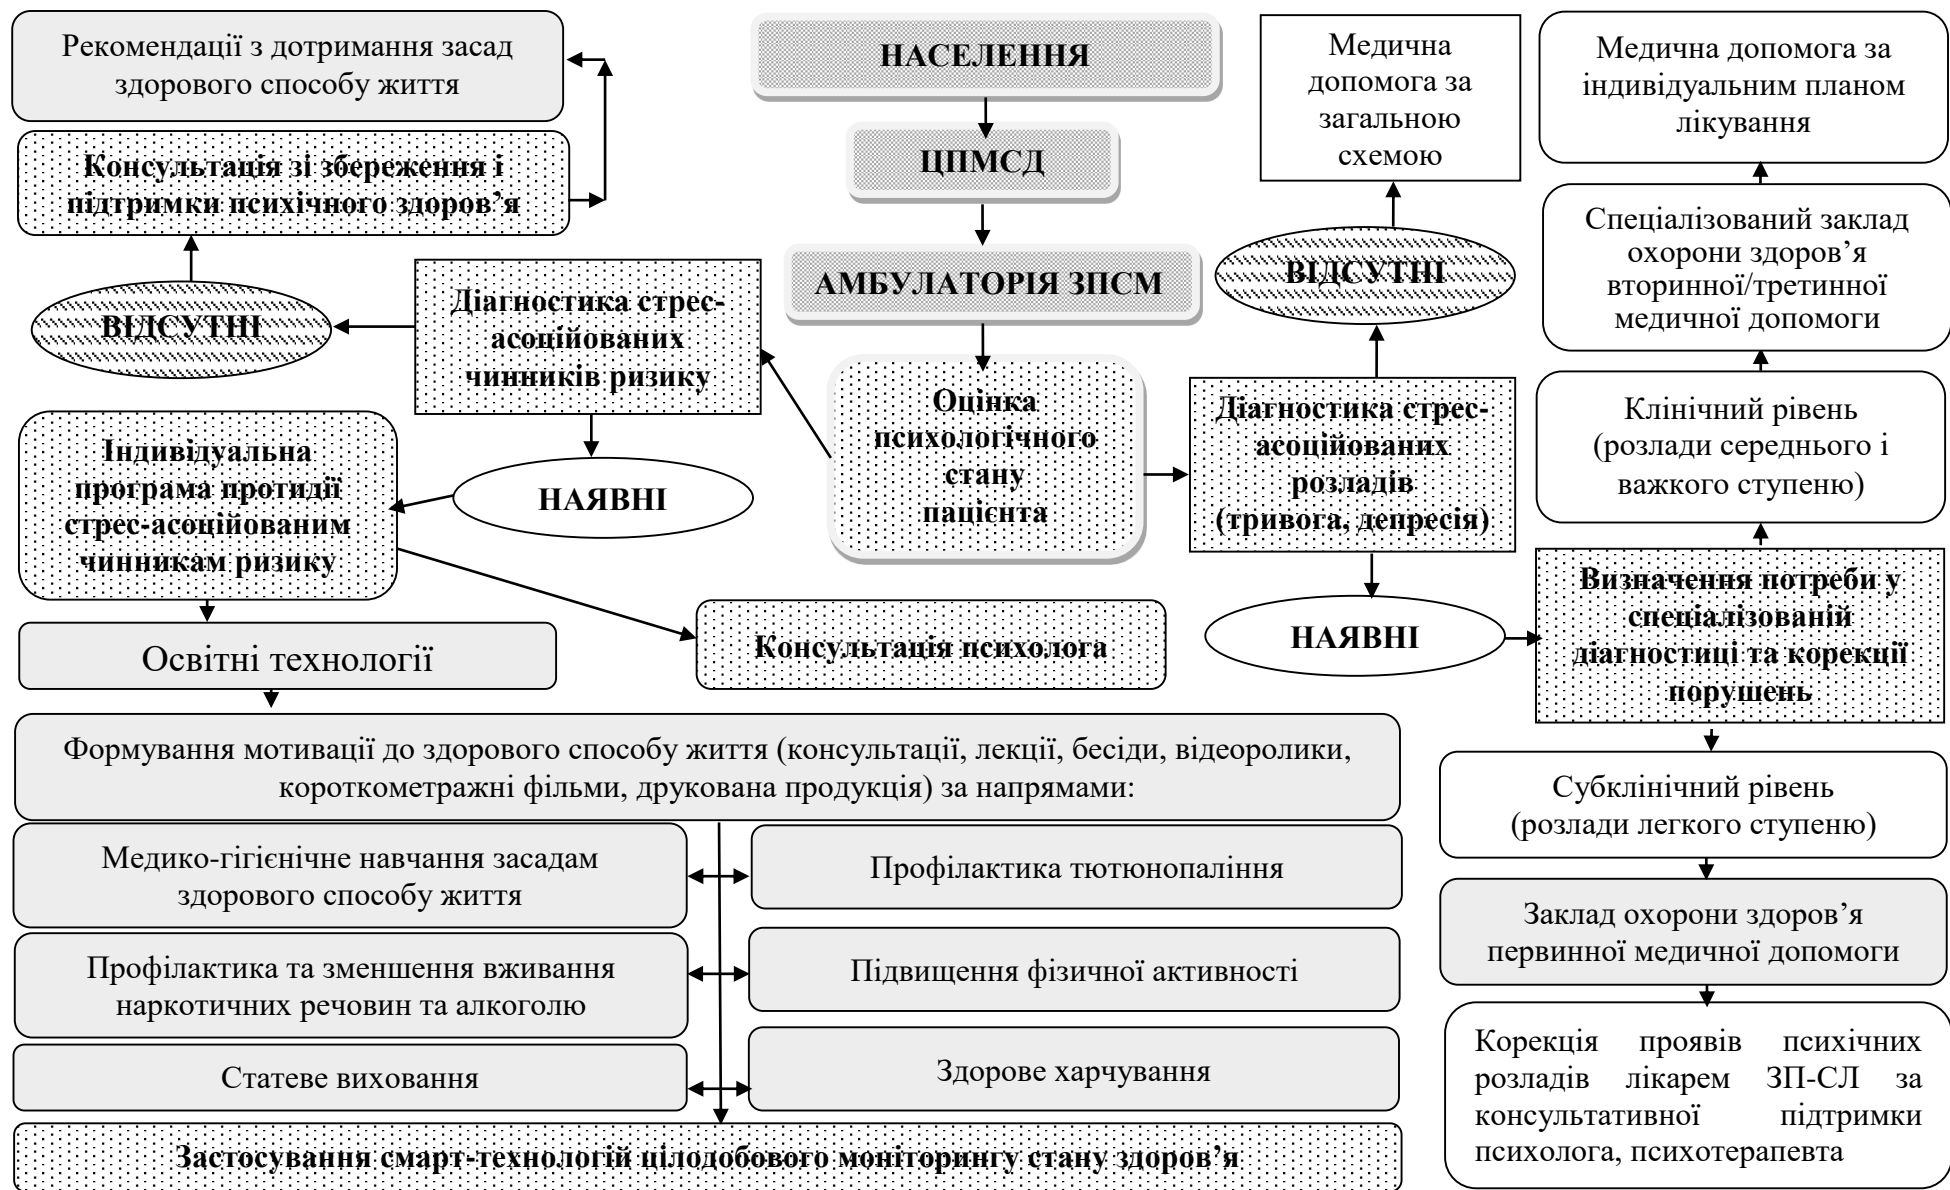 Рекомендації з дотримання засад
здорового способу життя
Консультація зі збереження і
підтримки психічного здоров’я
ВІДСУТНІ
Діагностика стрес-
асоційованих
чинників ризику
НАЯВНІ
Індивідуальна
програма протидії
стрес-асоційованим
чинникам ризику
НАСЕЛЕННЯ
ЦПМСД
АМБУЛАТОРІЯ ЗПСМ
Оцінка
психологічного
стану
пацієнта
Медична
допомога за
загальною
схемою
ВІДСУТНІ
Діагностика стрес-
асоційованих
розладів
(тривога, депресія)
НАЯВНІ
Медична допомога за
індивідуальним планом
лікування
Спеціалізований заклад
охорони здоров’я
вторинної/третинної
медичної допомоги
Клінічний рівень
(розлади середнього і
важкого ступеню)
Визначення потреби у
спеціалізованій
діагностиці та корекції
порушень
Субклінічний рівень
(розлади легкого ступеню)
Заклад охорони здоров’я
первинної медичної допомоги
Корекція проявів психічних
розладів лікарем ЗП-СЛ за
консультативної підтримки
психолога, психотерапевта
Освітні технології
Консультація психолога
Формування мотивації до здорового способу життя (консультації, лекції, бесіди, відеоролики,
короткометражні фільми, друкована продукція) за напрямами:
Медико-гігієнічне навчання засадам
здорового способу життя
Профілактика тютюнопаління
Профілактика та зменшення вживання
наркотичних речовин та алкоголю
Підвищення фізичної активності
Статеве виховання
Здорове харчування
Застосування смарт-технологій цілодобового моніторингу стану здоров’я